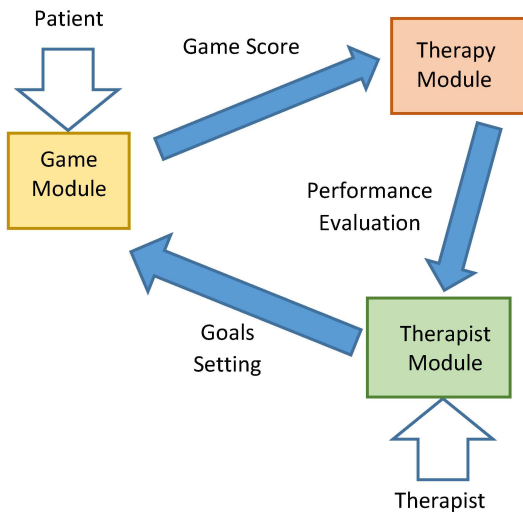 Patient
Game Score
Therapy
Module
Game
Module
Performance
Evaluation
Goals
Setting
Therapist
Module
Therapist